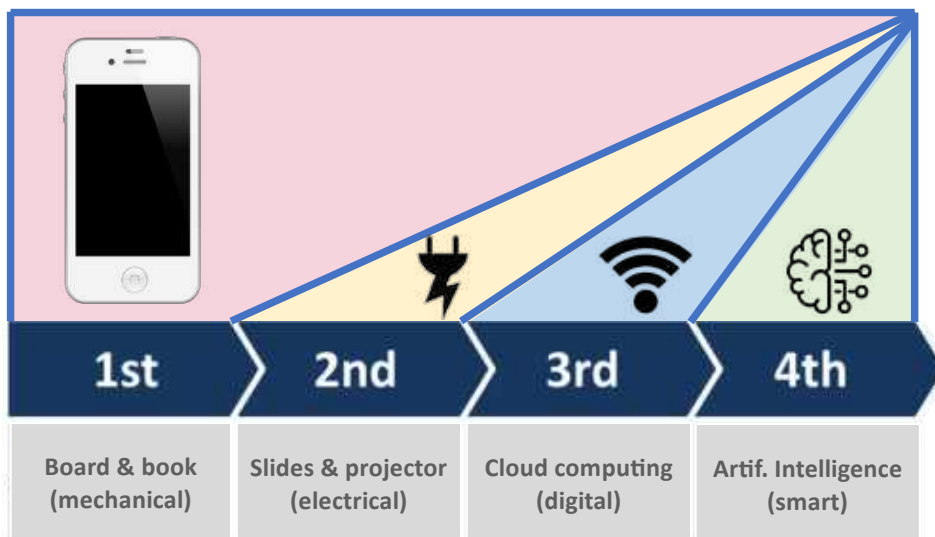 1st
2nd
3rd
4th
Board & book
(mechanical)
Slides & projector
(electrical)
Cloud computing
(digital)
Artif. Intelligence
(smart)